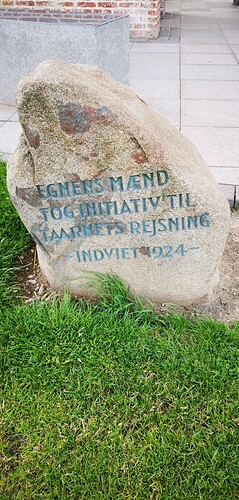 EGNENS MÆND
TOG INITIATIV TIL
TAARNETS REJSNING
-INDVIET 1924-